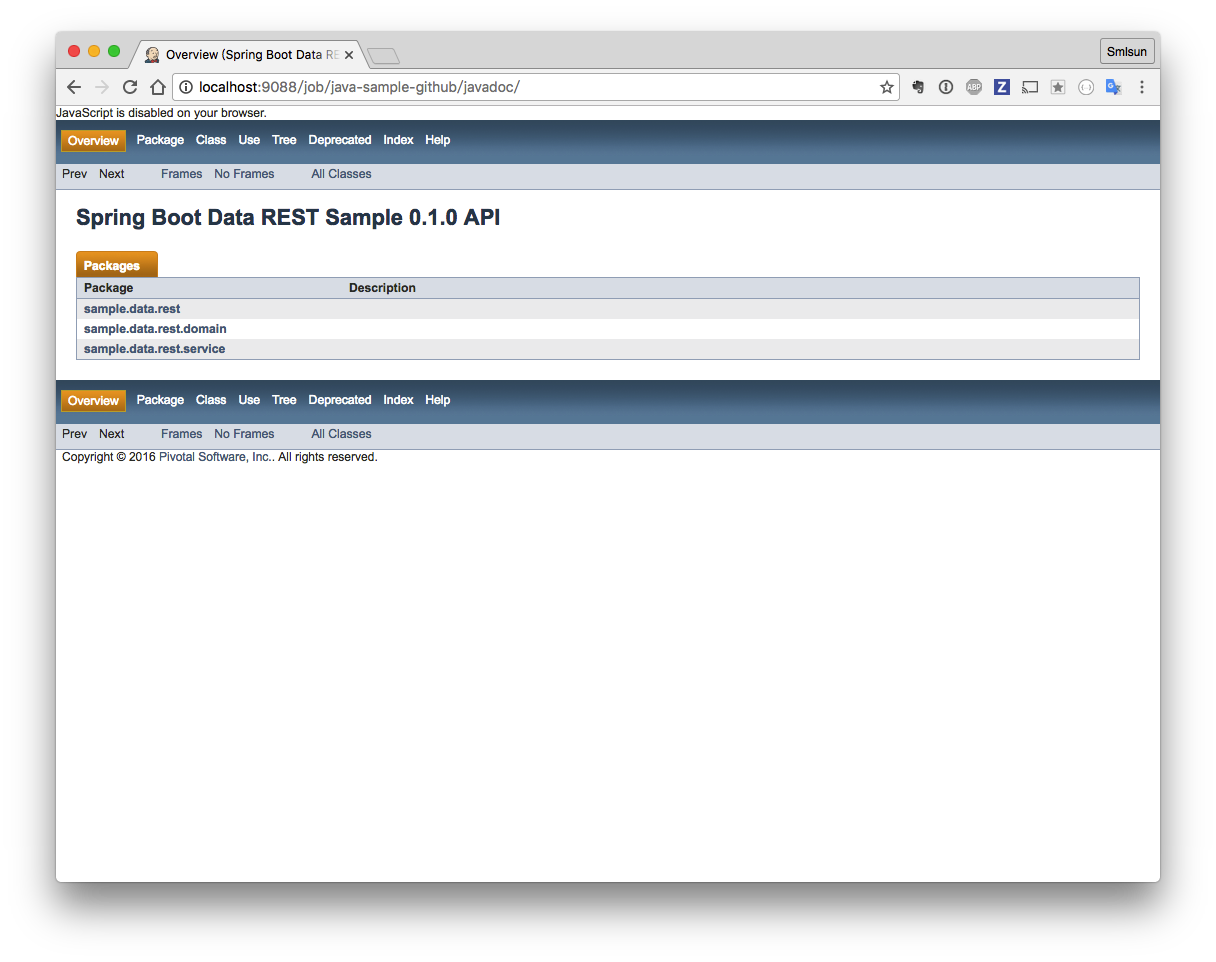 Overview (Spring Boot Data RE
Smlsun
localhost:9088/job/java-sample-github/javadoc/
ABP
Z
JavaScript is disabled on your browser.
Overview Package Class Use Tree Deprecated Index Help
Prev Next Frames No Frames All Classes
Spring Boot Data REST Sample 0.1.0 API
Packages
Package Description
sample.data.rest
sample.data.rest.domain
sample.data.rest.service
Overview Package Class Use Tree Deprecated Index Help
Prev Next Frames No Frames All Classes
Copyright © 2016 Pivotal Software, Inc.. All rights reserved.